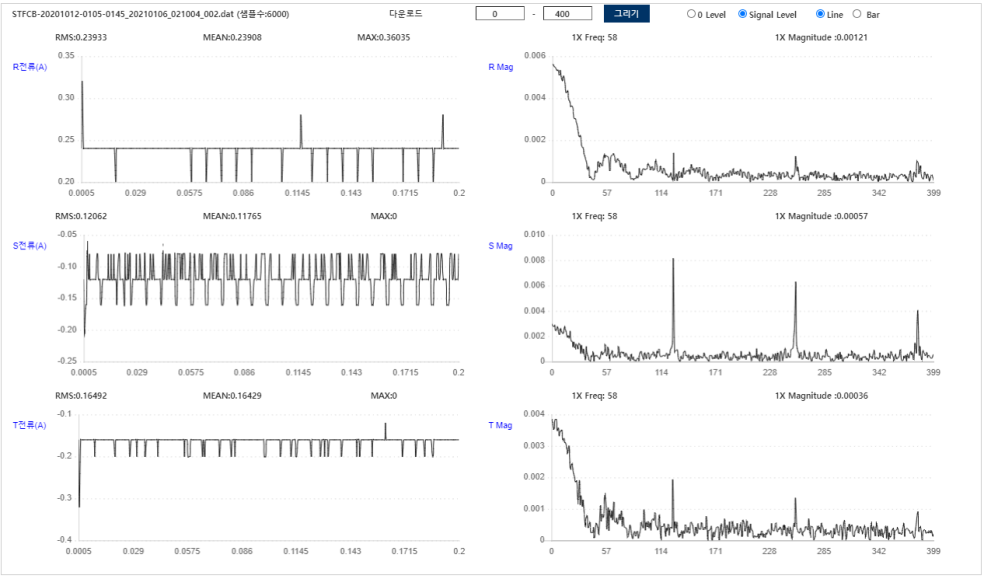 STFCB-20201012-0105-0145_20210106_021004_002.dat (샘플수:6000) 다운로드 0 - 400 그리기 0 Level Signal Level Line Bar
RMS:0.23933 MEAN:0.23908 MAX:0.36035 1X Freq: 58 1X Magnitude :0.00121
R전류(A) 0.35 0.30 0.25 0.20
0.0005 0.029 0.0575 0.086 0.1145 0.143 0.1715 0.2
R Mag 0.006 0.004 0.002 0
0 57 114 171 228 285 342 399
RMS:0.12062 MEAN:0.11765 MAX:0 1X Freq: 58 1X Magnitude :0.00057
S전류(A) -0.05 -0.10 -0.15 -0.20 -0.25
0.0005 0.029 0.0575 0.086 0.1145 0.143 0.1715 0.2
S Mag 0.010 0.008 0.006 0.004 0.002 0
0 57 114 171 228 285 342 399
RMS:0.16492 MEAN:0.16429 MAX:0 1X Freq: 58 1X Magnitude :0.00036
T전류(A) -0.1 -0.2 -0.3 -0.4
0.0005 0.029 0.0575 0.086 0.1145 0.143 0.1715 0.2
T Mag 0.004 0.003 0.002 0.001 0
0 57 114 171 228 285 342 399